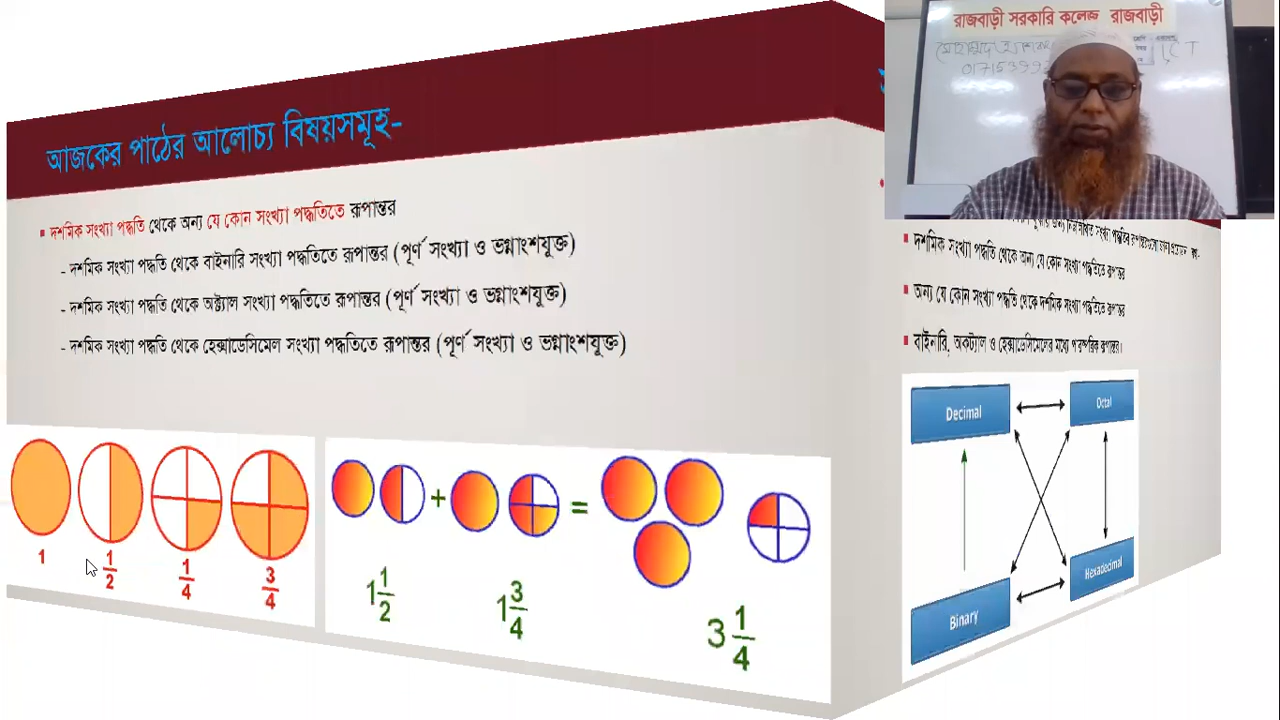 আজকের পাঠের আলোচ্য বিষয়সমূহ-
দশমিক সংখ্যা পদ্ধতি থেকে অন্য যে কোন সংখ্যা পদ্ধতিতে রূপান্তর
- দশমিক সংখ্যা পদ্ধতি থেকে বাইনারি সংখ্যা পদ্ধতিতে রূপান্তর (পূর্ণ সংখ্যা ও ভগ্নাংশযুক্ত)
- দশমিক সংখ্যা পদ্ধতি থেকে অক্ট্যাল সংখ্যা পদ্ধতিতে রূপান্তর (পূর্ণ সংখ্যা ও ভগ্নাংশযুক্ত)
- দশমিক সংখ্যা পদ্ধতি থেকে হেক্সাডেসিমেল সংখ্যা পদ্ধতিতে রূপান্তর (পূর্ণ সংখ্যা ও ভগ্নাংশযুক্ত)
1 1/2 1/4 3/4
+ =
1 1/2 1 3/4 3 1/4
রাজবাড়ী সরকারি কলেজ রাজবাড়ী
মোহাম্মদ ICT
দশমিক সংখ্যা পদ্ধতি থেকে অন্য যে কোন সংখ্যা পদ্ধতিতে রূপান্তর
অন্য যে কোন সংখ্যা পদ্ধতি থেকে দশমিক সংখ্যা পদ্ধতিতে রূপান্তর
বাইনারি, অকট্যাল ও হেক্সাডেসিমেলের মধ্যে পারস্পরিক রূপান্তর।
Decimal Octal
Binary Hexadecimal